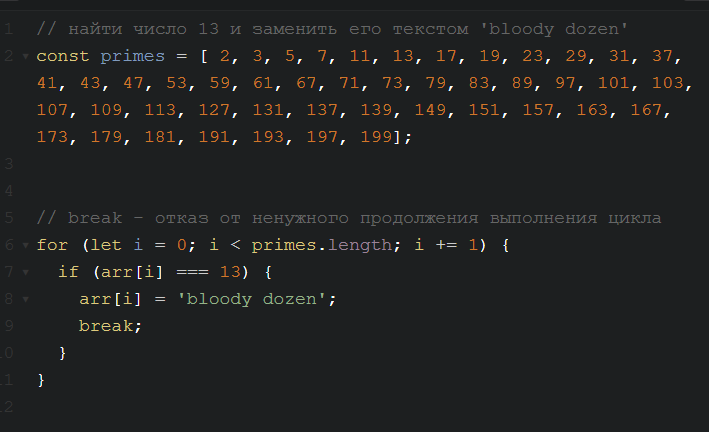 1 // найти число 13 и заменить его текстом 'bloody dozen'
2 const primes = [ 2, 3, 5, 7, 11, 13, 17, 19, 23, 29, 31, 37,
41, 43, 47, 53, 59, 61, 67, 71, 73, 79, 83, 89, 97, 101, 103,
107, 109, 113, 127, 131, 137, 139, 149, 151, 157, 163, 167,
173, 179, 181, 191, 193, 197, 199];
3
4
5 // break - отказ от ненужного продолжения выполнения цикла
6 for (let i = 0; i < primes.length; i += 1) {
7 if (arr[i] === 13) {
8 arr[i] = 'bloody dozen';
9 break;
10 }
11 }
12